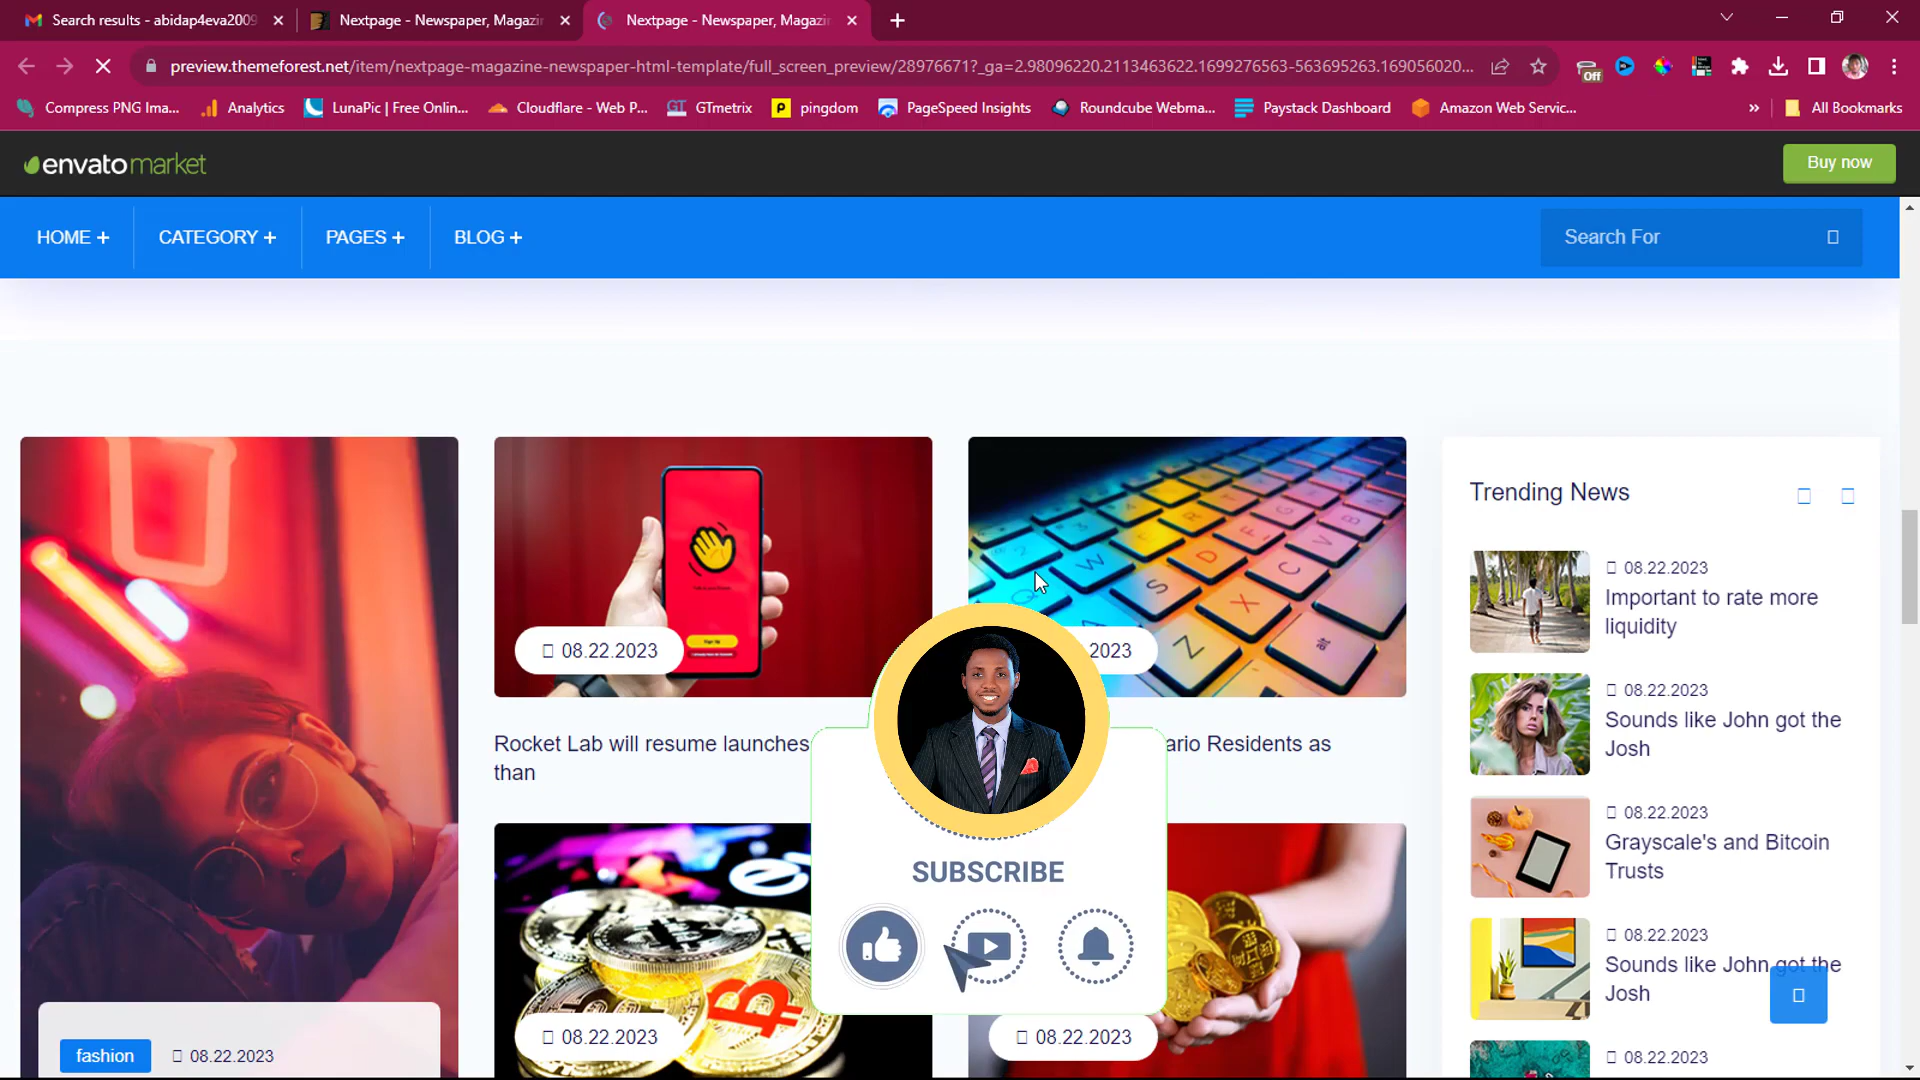 Search results - abidap4eva2009
Nextpage - Newspaper, Magazi
Nextpage - Newspaper, Magazi
preview.themeforest.net/item/nextpage-magazine-newspaper-html-template/full_screen_preview/28976671?_ga=2.98096220.2113463622.1699276563-563695263.169056020...
Off
Compress PNG Ima...
Analytics
LunaPic | Free Onlin...
Cloudflare - Web P...
GTmetrix
pingdom
PageSpeed Insights
Roundcube Webma...
Paystack Dashboard
Amazon Web Servic...
»
All Bookmarks
envatomarket
Buy now
HOME +
CATEGORY +
PAGES +
BLOG +
Search For
08.22.2023
2023
Rocket Lab will resume launches
than
ario Residents as
08.22.2023
08.22.2023
fashion
08.22.2023
Trending News
08.22.2023
Important to rate more
liquidity
08.22.2023
Sounds like John got the
Josh
08.22.2023
Grayscale's and Bitcoin
Trusts
08.22.2023
Sounds like John got the
Josh
08.22.2023
SUBSCRIBE